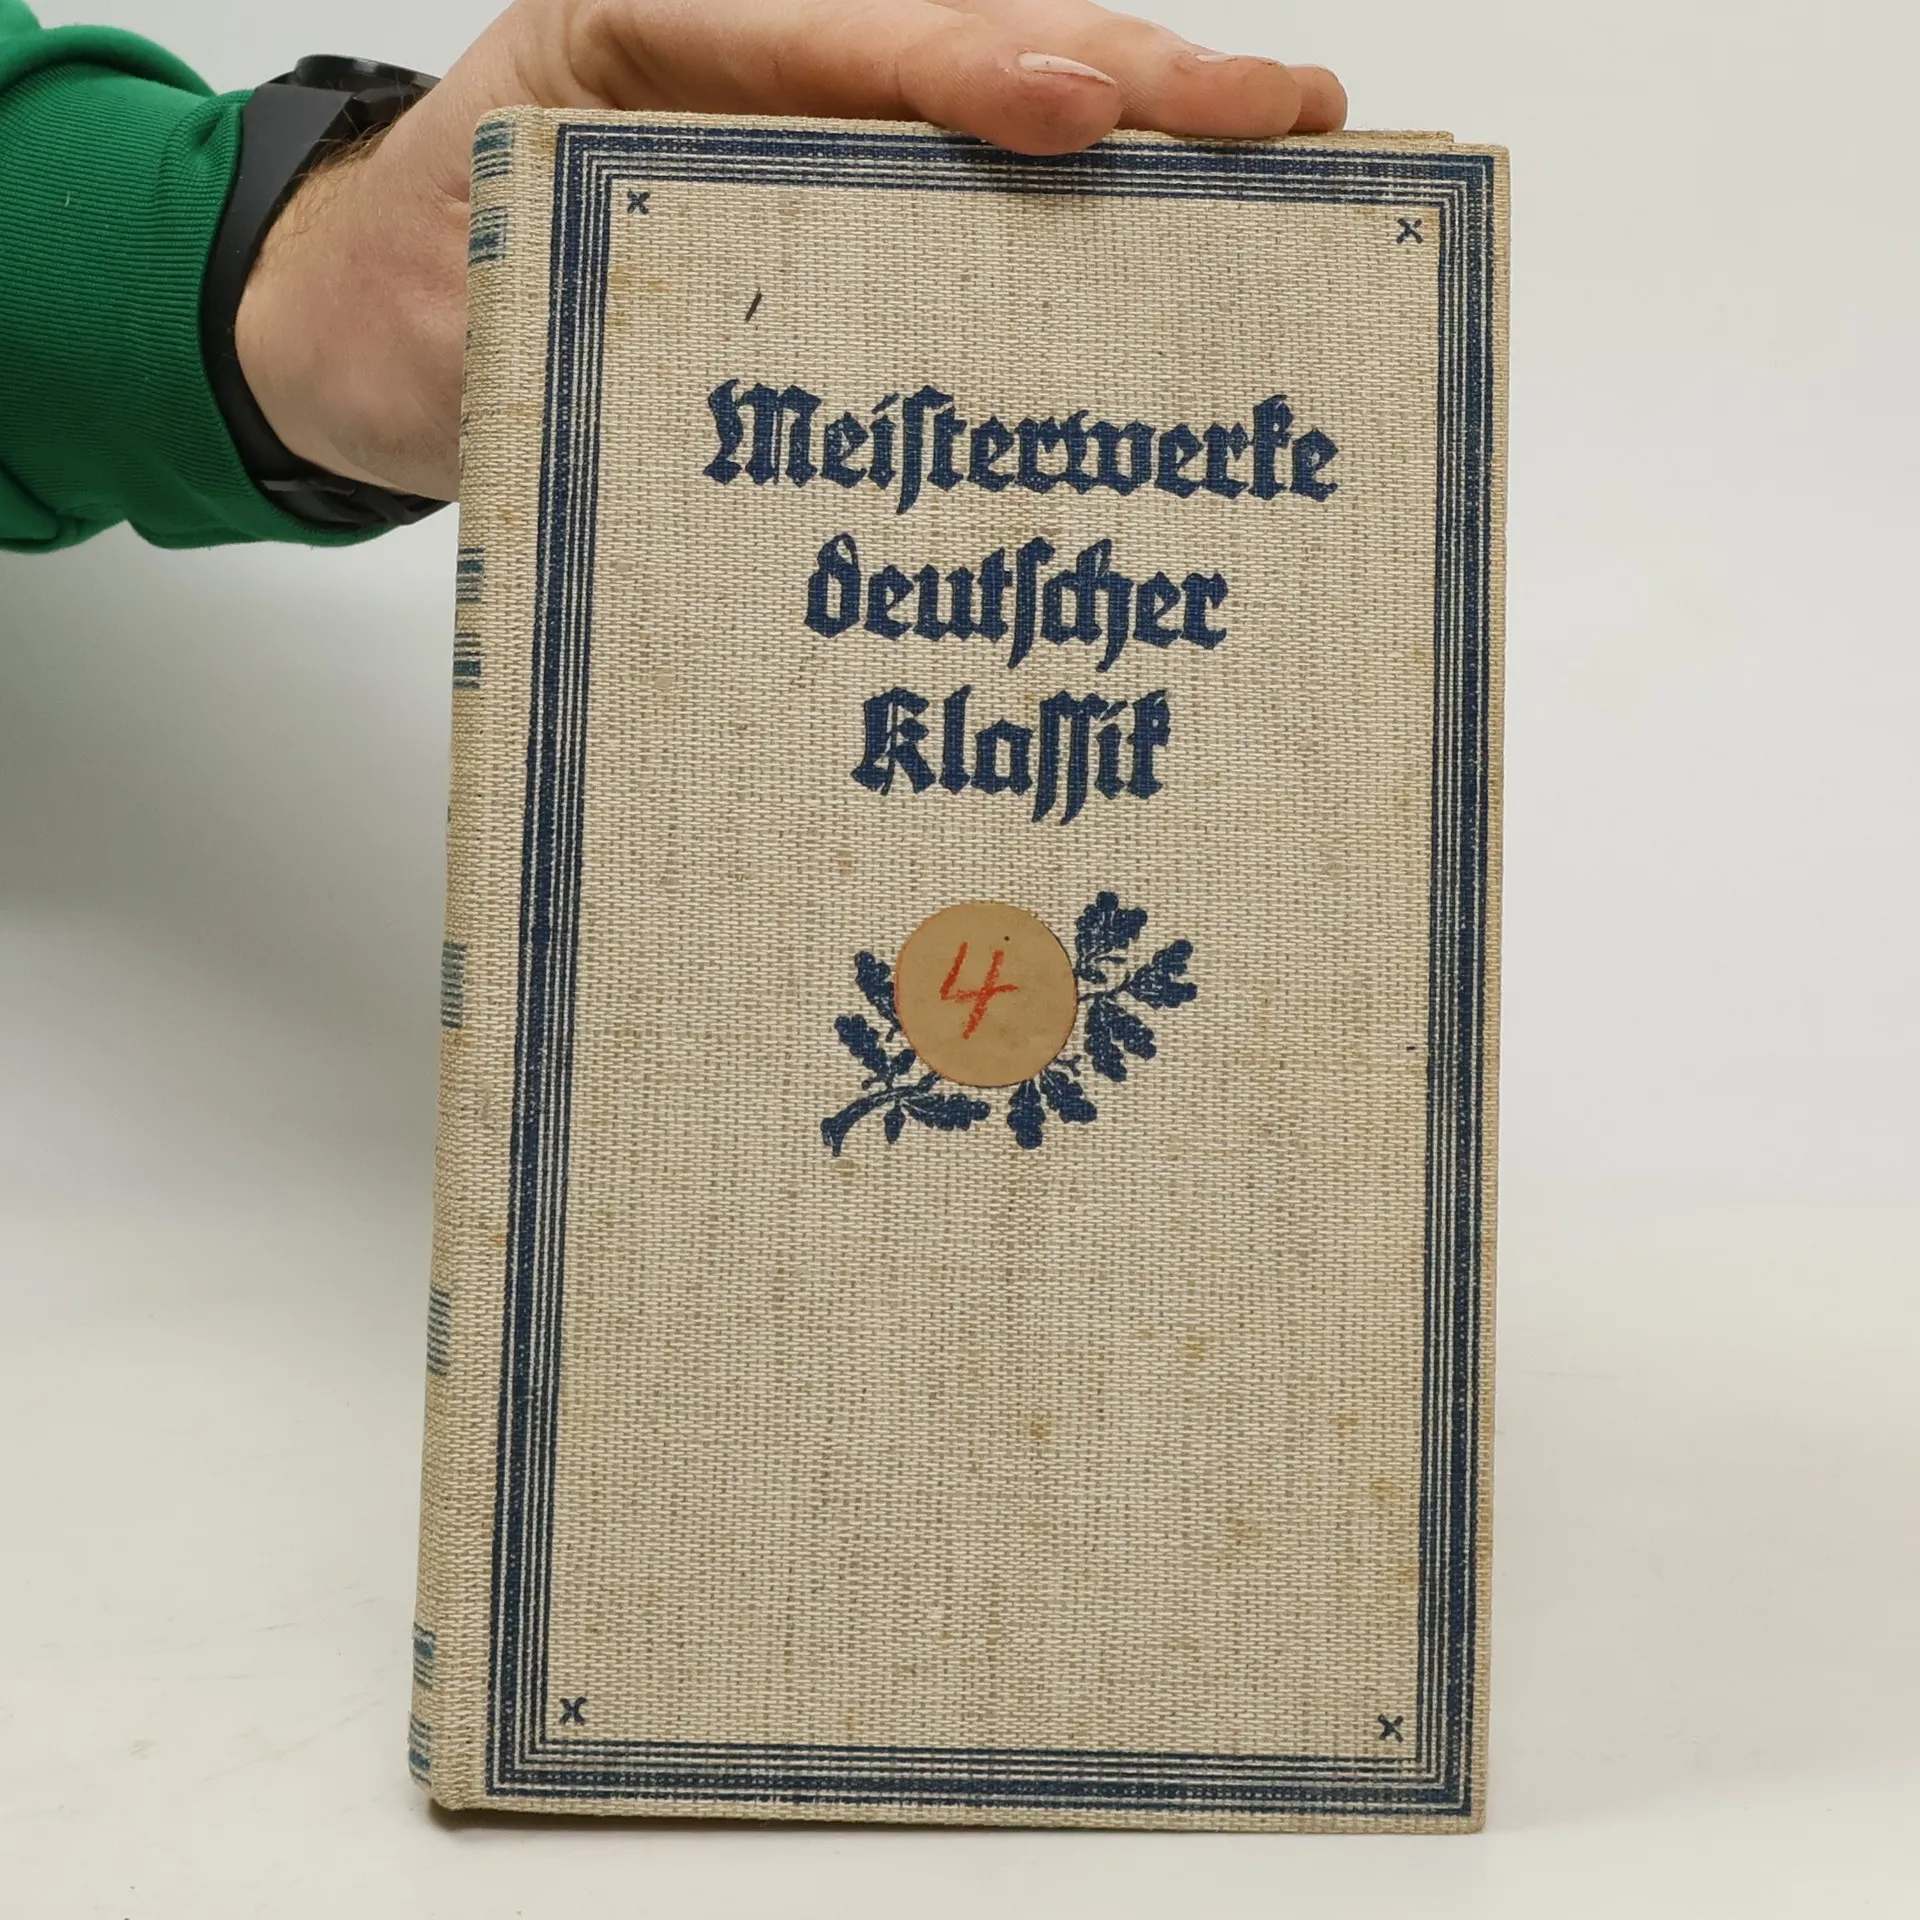 Meiſterwerke
deutſcher
Klaſſik
4